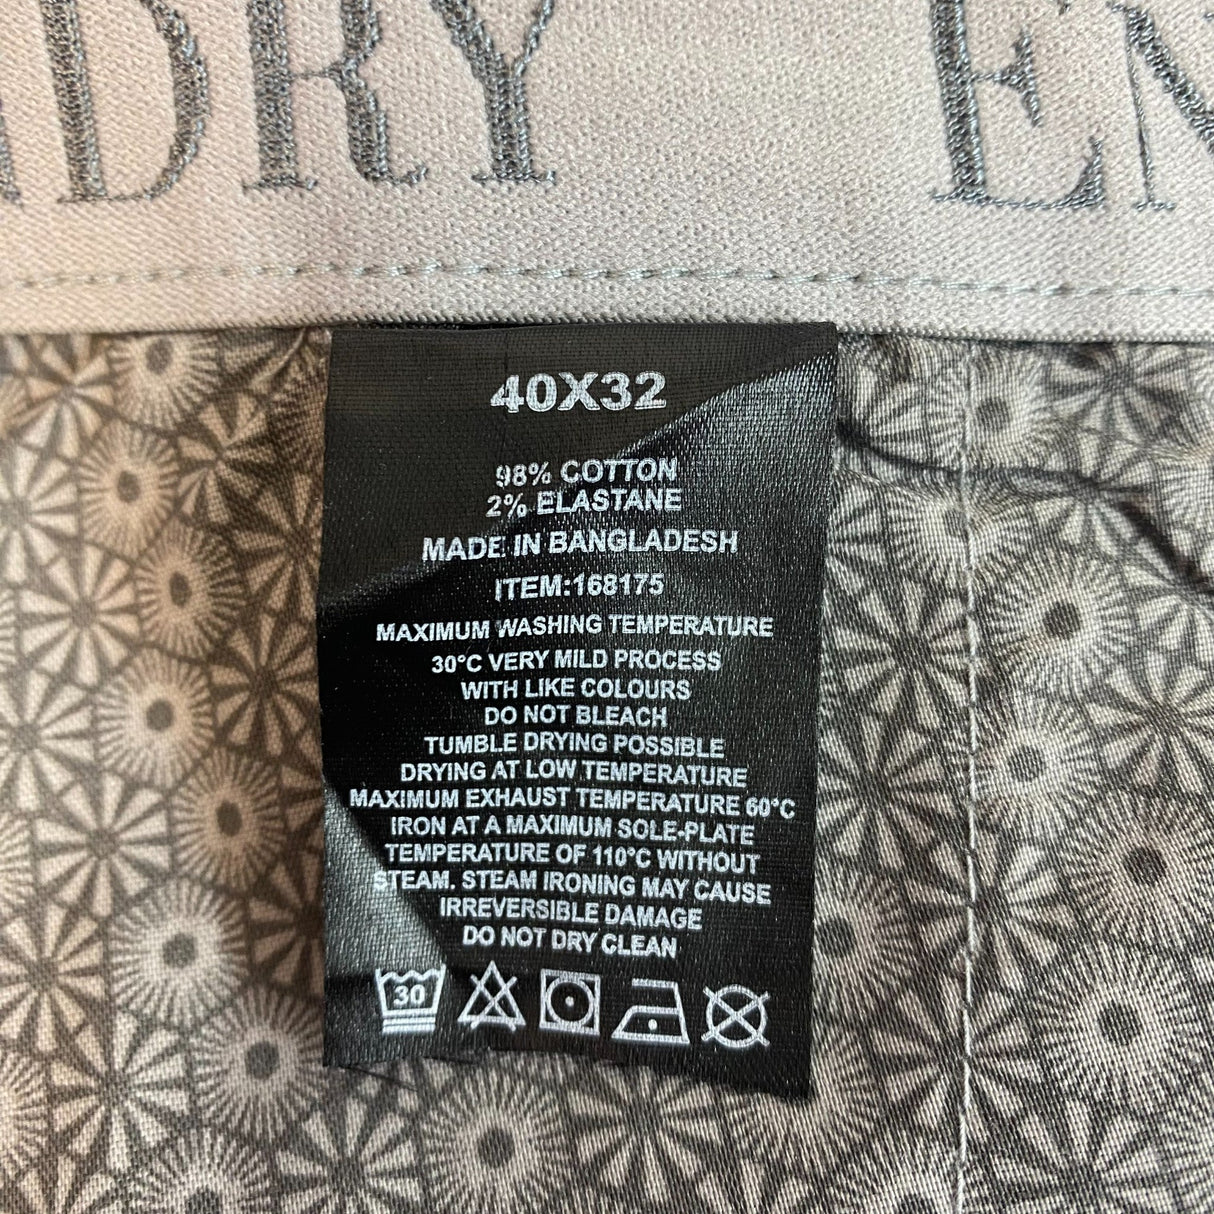 DRY EN
40X32
98% COTTON
2% ELASTANE
MADE IN BANGLADESH
ITEM:168175
MAXIMUM WASHING TEMPERATURE
30°C VERY MILD PROCESS
WITH LIKE COLOURS
DO NOT BLEACH
TUMBLE DRYING POSSIBLE
DRYING AT LOW TEMPERATURE
MAXIMUM EXHAUST TEMPERATURE 60°C
IRON AT A MAXIMUM SOLE-PLATE
TEMPERATURE OF 110°C WITHOUT
STEAM. STEAM IRONING MAY CAUSE
IRREVERSIBLE DAMAGE
DO NOT DRY CLEAN
30